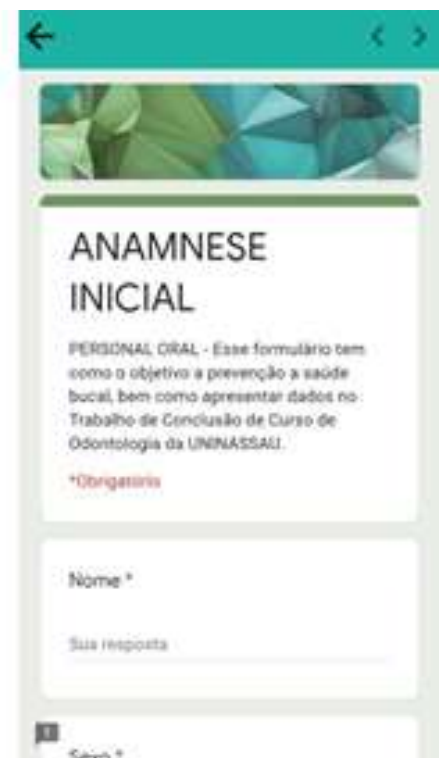 ANAMNESE
INICIAL
PERSONAL ORAL - Esse formulário tem
como o objetivo a prevenção a saúde
bucal, bem como apresentar dados no
Trabalho de Conclusão de Curso de
Odontologia da UNINASSAU.
*Obrigatório
Nome *
Sua resposta
Sexo *